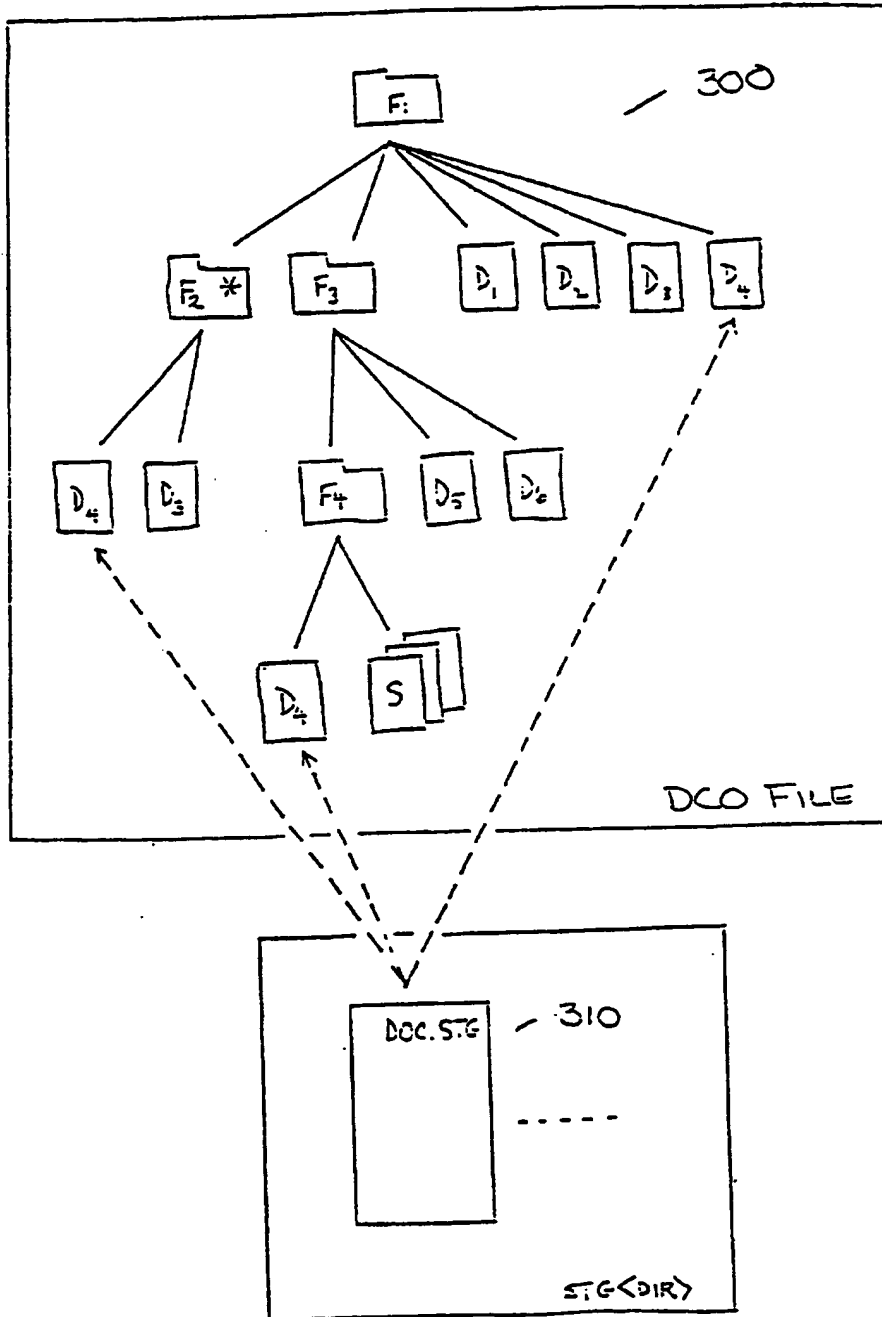 300
F:
F2 *
F3
D1
D2
D3
D4
D4
D3
F4
D5
D6
D4
S
DCO FILE
DOC.STG
310
STG<DIR>